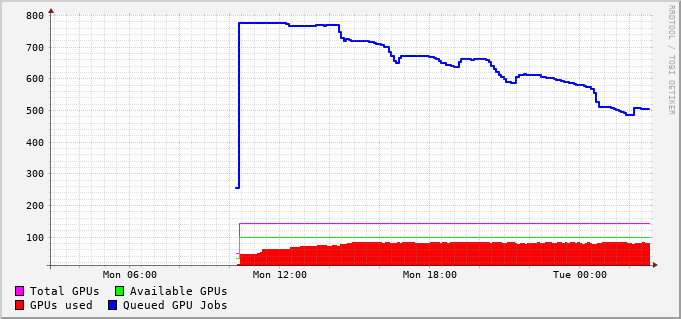 800
700
600
500
400
300
200
100
Mon 06:00 Mon 12:00 Mon 18:00 Tue 00:00
Total GPUs Available GPUs
GPUs used Queued GPU Jobs
RRDTOOL / TOBI OETIKER